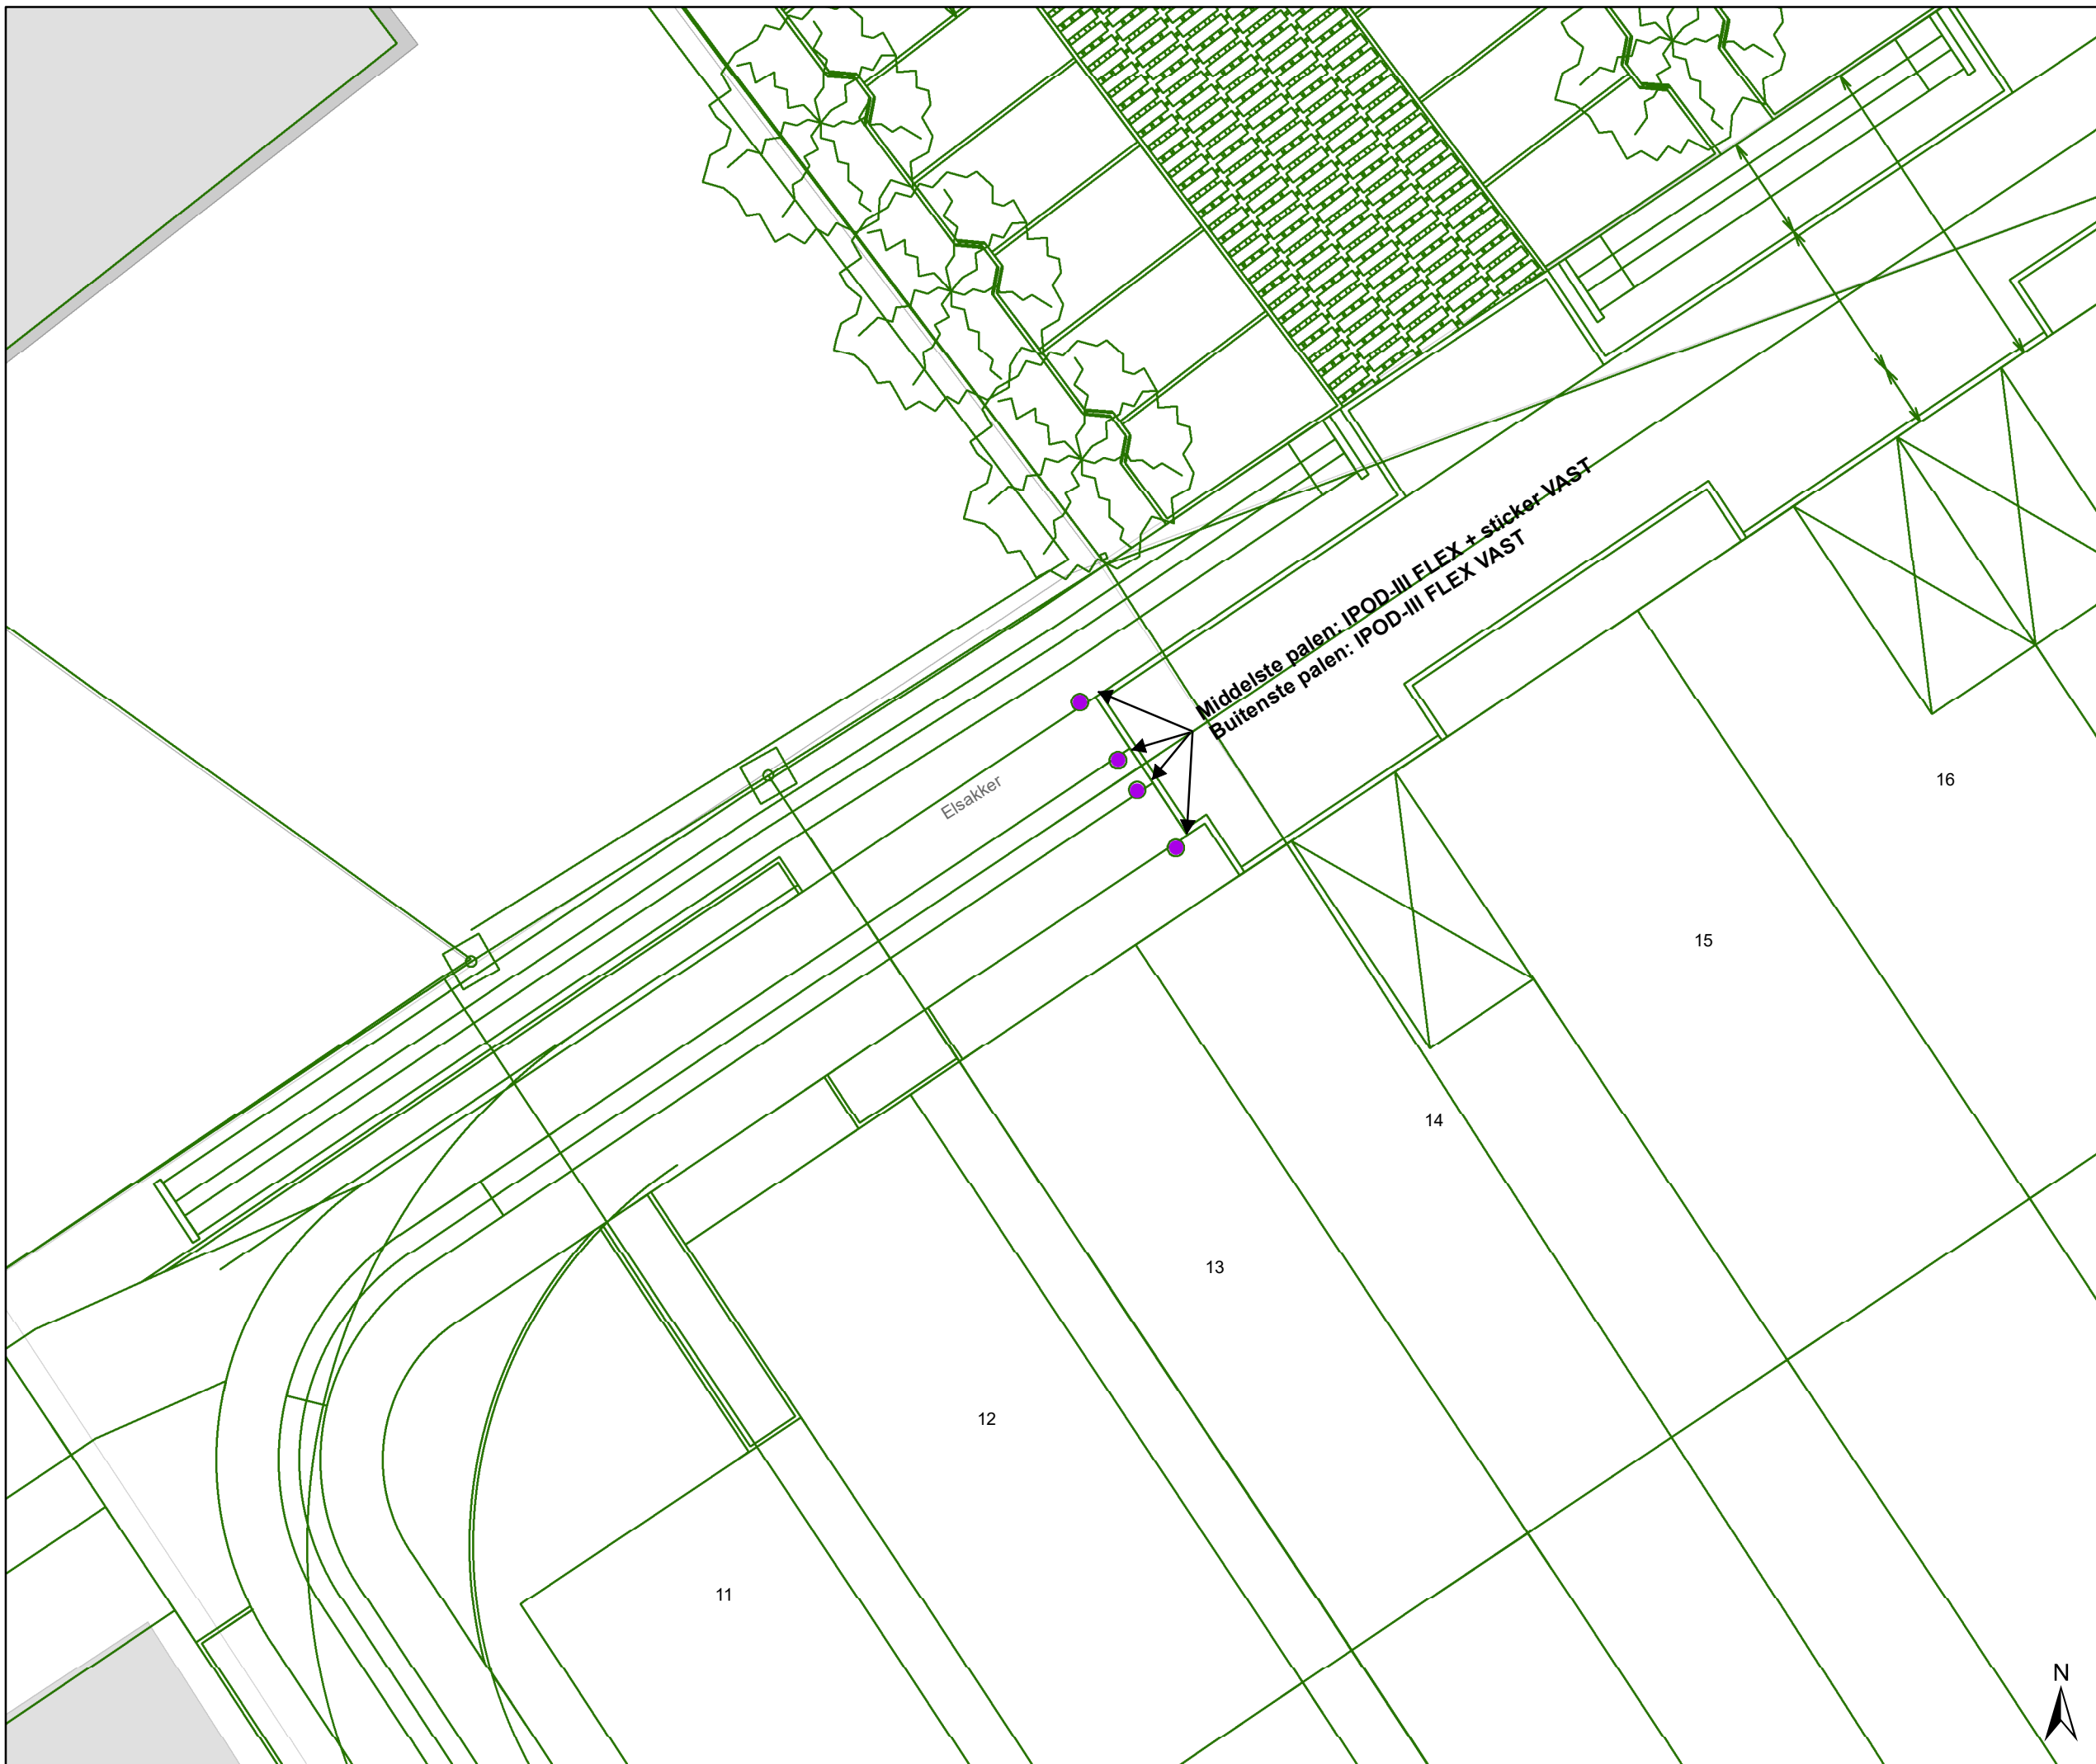 Middelste palen: IPOD-III FLEX + sticker VAST
Buitenste palen: IPOD-III FLEX VAST
Elsakker
16
15
14
13
12
11
N